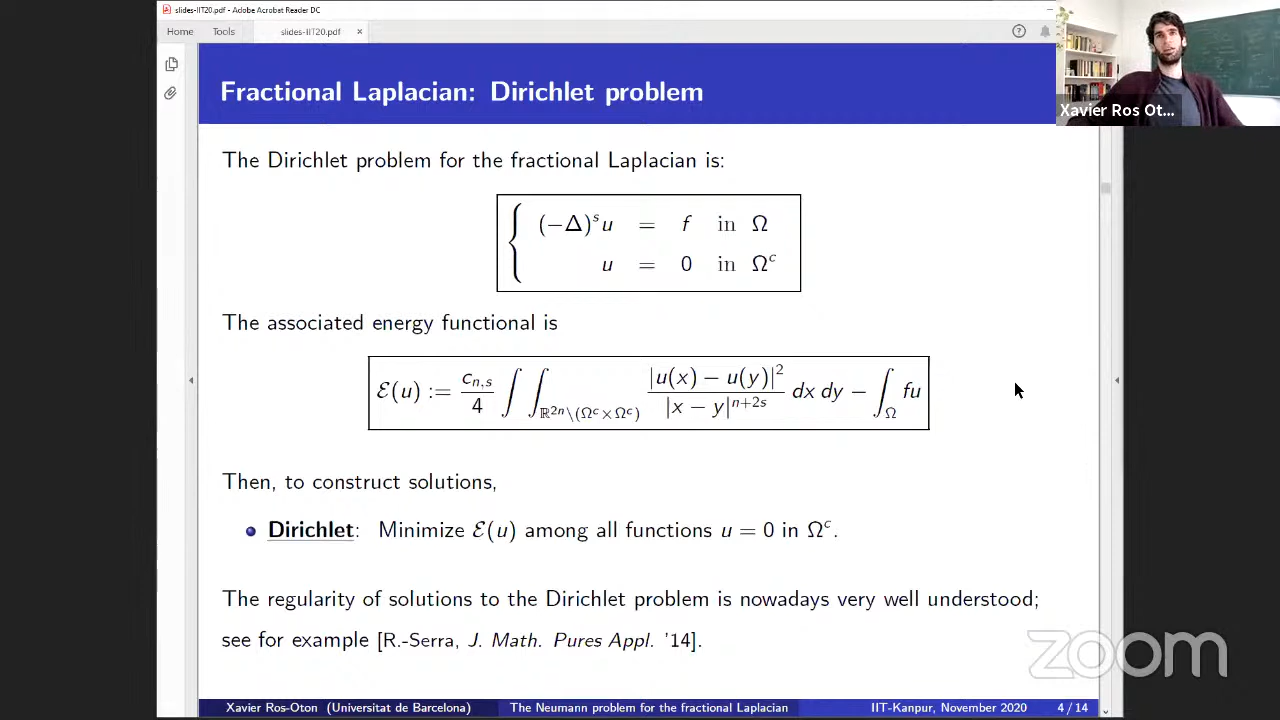 slides-IIT20.pdf - Adobe Acrobat Reader DC
Home Tools slides-IIT20.pdf ×
Fractional Laplacian: Dirichlet problem
Xavier Ros Ot...
The Dirichlet problem for the fractional Laplacian is:
(−Δ)^s u = f in Ω
u = 0 in Ω^c
The associated energy functional is
ℰ(u) := c_{n,s}/4 ∫∫_{ℝ^{2n}\(Ω^c×Ω^c)} |u(x) − u(y)|^2 / |x − y|^{n+2s} dx dy − ∫_Ω fu
Then, to construct solutions,
Dirichlet: Minimize ℰ(u) among all functions u = 0 in Ω^c.
The regularity of solutions to the Dirichlet problem is nowadays very well understood;
see for example [R.-Serra, J. Math. Pures Appl. '14].
zoom
Xavier Ros-Oton (Universitat de Barcelona) The Neumann problem for the fractional Laplacian IIT-Kanpur, November 2020 4 / 14